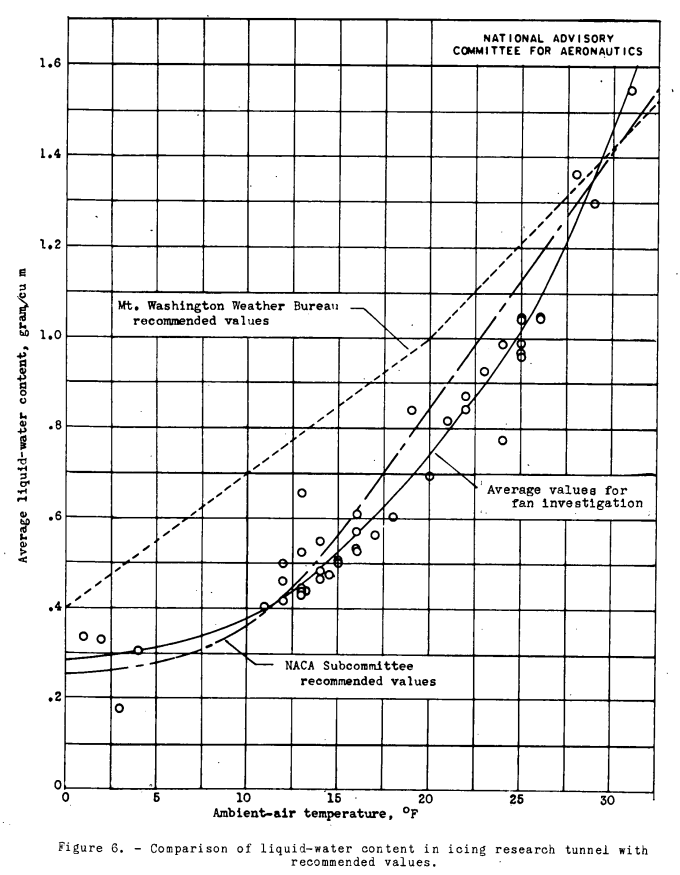 NATIONAL ADVISORY
COMMITTEE FOR AERONAUTICS
1.6
1.4
1.2
1.0
.8
.6
.4
.2
0
Average liquid-water content, gram/cu m
Mt. Washington Weather Bureau
recommended values
Average values for
fan investigation
NACA Subcommittee
recommended values
0 5 10 15 20 25 30
Ambient-air temperature, °F
Figure 6. - Comparison of liquid-water content in icing research tunnel with
recommended values.